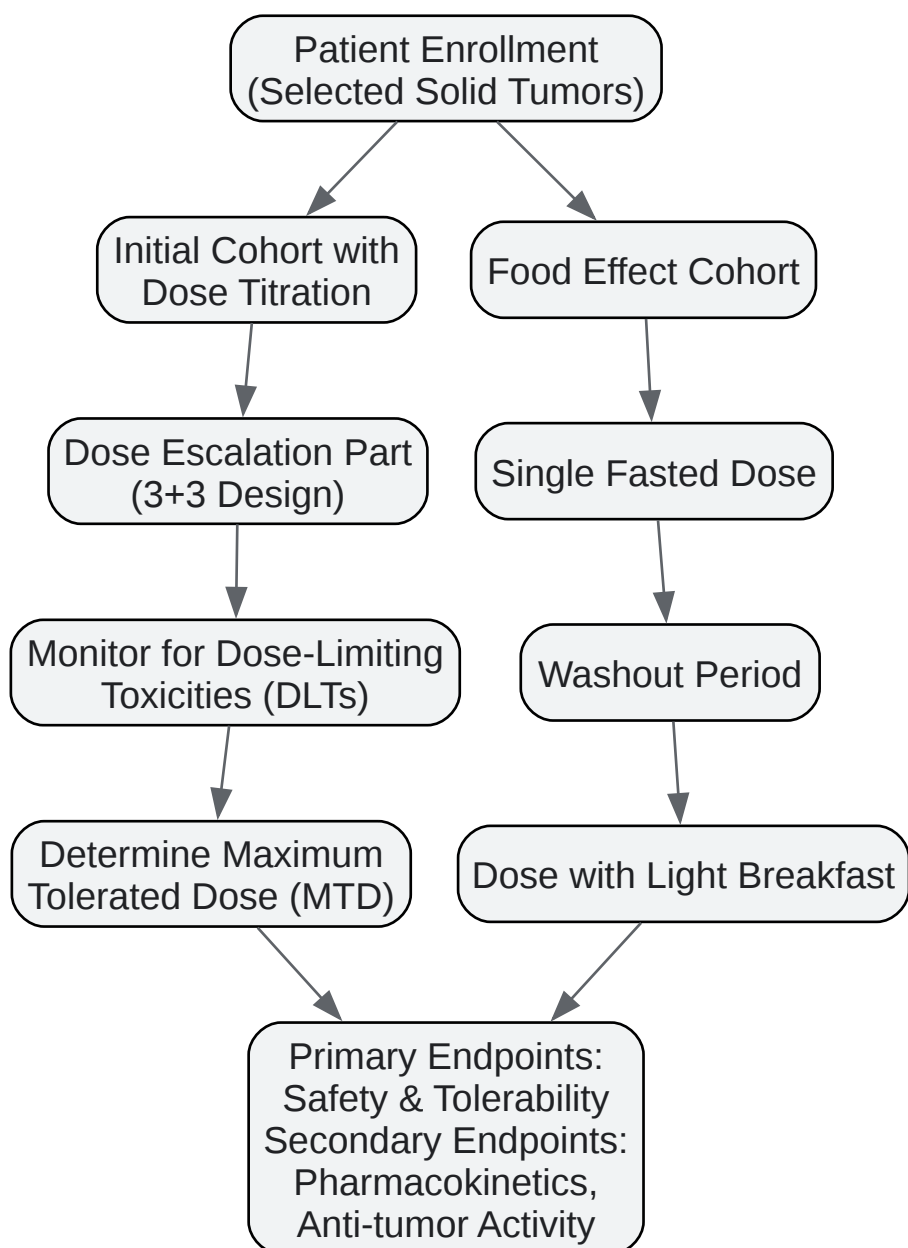 Patient Enrollment
(Selected Solid Tumors)
Initial Cohort with
Dose Titration
Food Effect Cohort
Dose Escalation Part
(3+3 Design)
Single Fasted Dose
Monitor for Dose-Limiting
Toxicities (DLTs)
Washout Period
Determine Maximum
Tolerated Dose (MTD)
Dose with Light Breakfast
Primary Endpoints:
Safety & Tolerability
Secondary Endpoints:
Pharmacokinetics,
Anti-tumor Activity